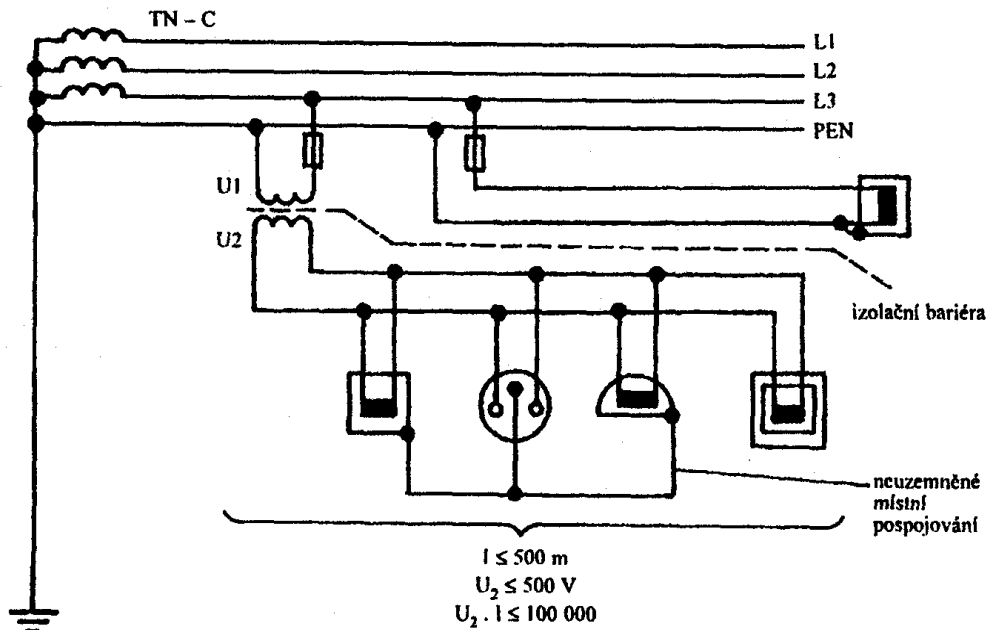 TN – C
L1
L2
L3
PEN
U1
U2
izolační bariéra
neuzemněné
místní
pospojování
l ≤ 500 m
U₂ ≤ 500 V
U₂ . l ≤ 100 000